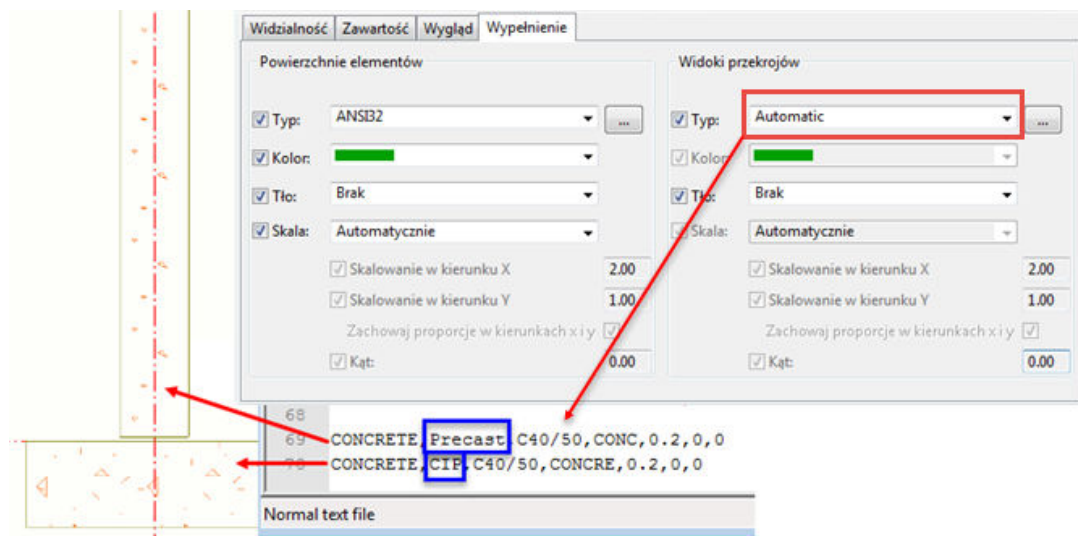 Widzialność Zawartość Wygląd Wypełnienie
Powierzchnie elementów Widoki przekrojów
Typ: ANSI32 ... Typ: Automatic ...
Kolor: Kolor:
Tło: Brak Tło: Brak
Skala: Automatycznie Skala: Automatycznie
Skalowanie w kierunku X 2.00 Skalowanie w kierunku X 2.00
Skalowanie w kierunku Y 1.00 Skalowanie w kierunku Y 1.00
Zachowaj proporcje w kierunkach x i y Zachowaj proporcje w kierunkach x i y
Kąt: 0.00 Kąt: 0.00
68
69 CONCRETE,Precast,C40/50,CONC,0.2,0,0
70 CONCRETE,CIP,C40/50,CONCRE,0.2,0,0
Normal text file